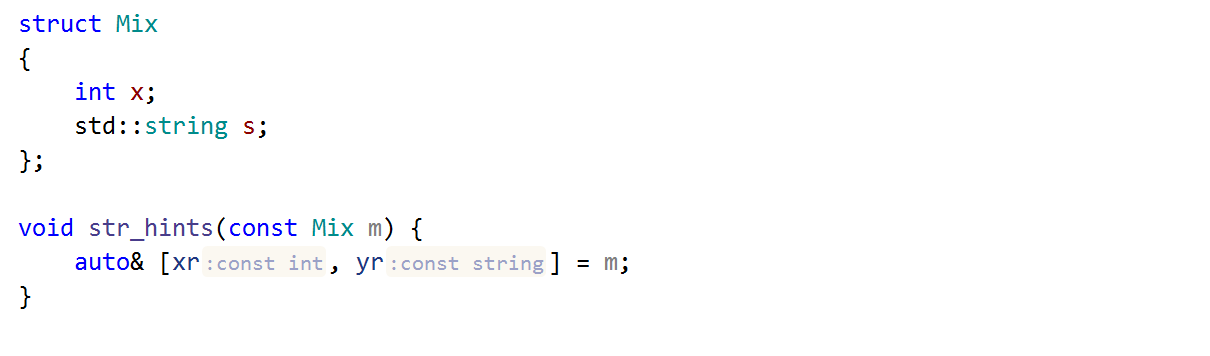 struct Mix
{
    int x;
    std::string s;
};

void str_hints(const Mix m) {
    auto& [xr:const int, yr:const string] = m;
}